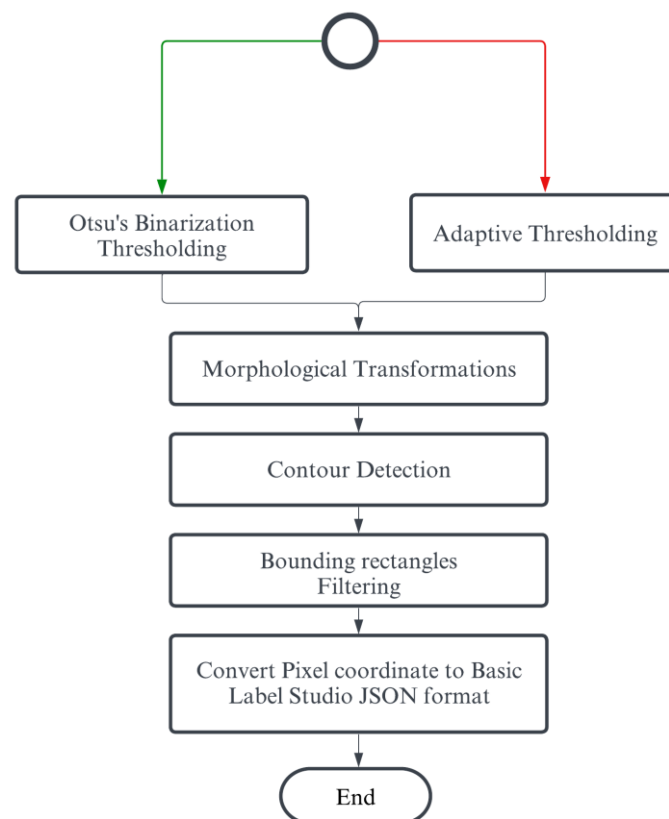 Otsu's Binarization
Thresholding
Adaptive Thresholding
Morphological Transformations
Contour Detection
Bounding rectangles
Filtering
Convert Pixel coordinate to Basic
Label Studio JSON format
End